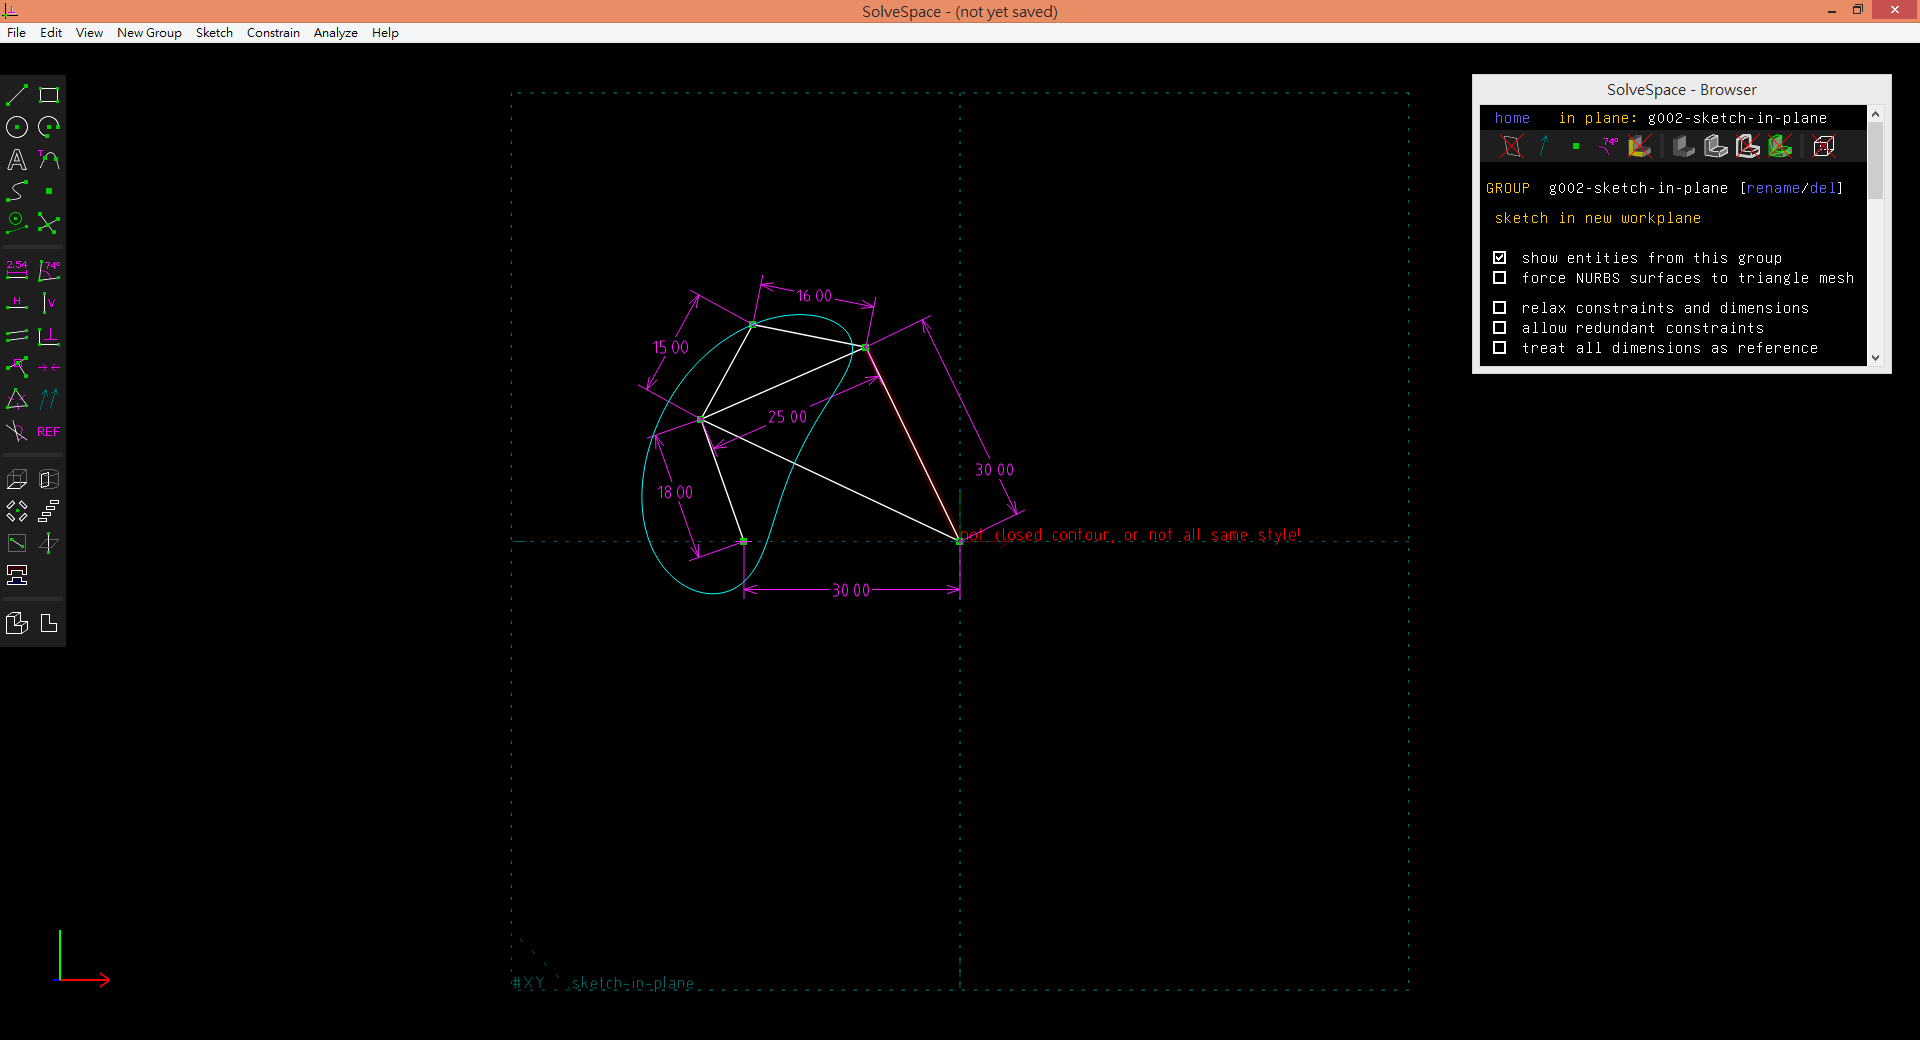 SolveSpace - (not yet saved)
File Edit View New Group Sketch Constrain Analyze Help
SolveSpace - Browser
home in plane: g002-sketch-in-plane
GROUP g002-sketch-in-plane [rename/del]
sketch in new workplane
show entities from this group
force NURBS surfaces to triangle mesh
relax constraints and dimensions
allow redundant constraints
treat all dimensions as reference
2.54 74°
H V
REF
A T
74°
16.00
15.00
25.00
30.00
18.00
not closed contour, or not all same style!
30.00
#XY sketch-in-plane